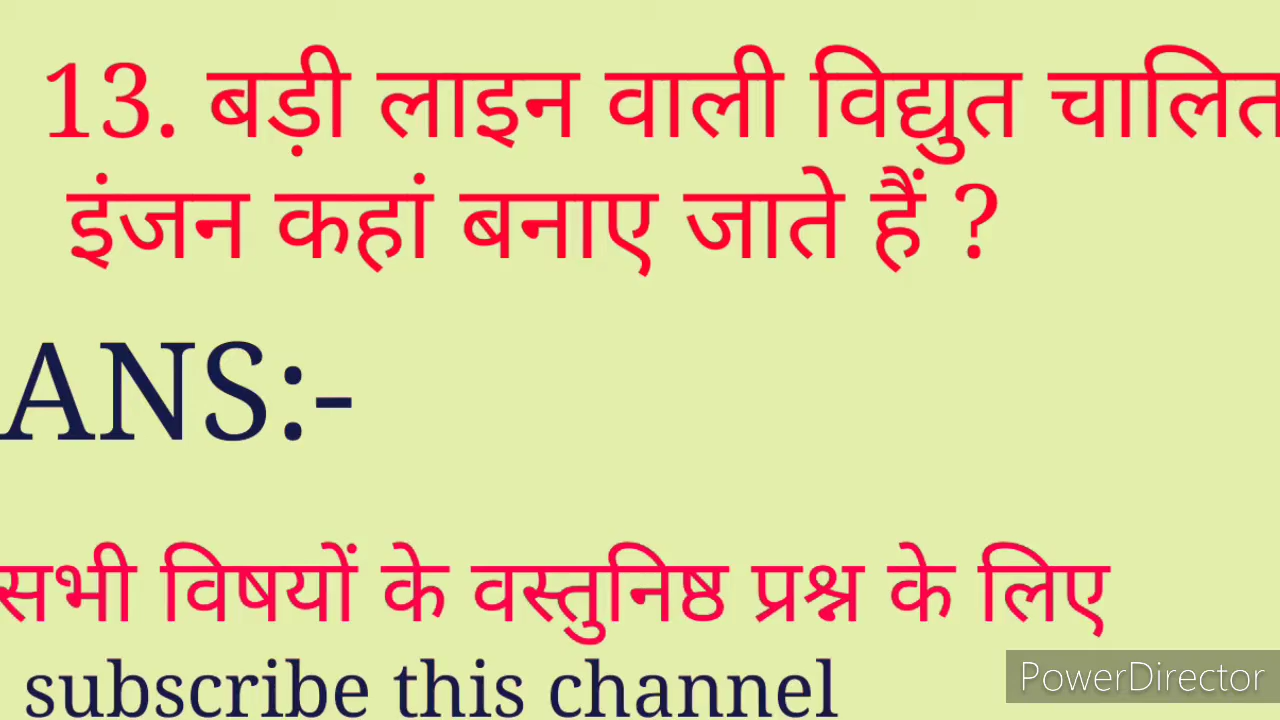 13. बड़ी लाइन वाली विद्युत चालित
इंजन कहां बनाए जाते हैं ?
ANS:-
सभी विषयों के वस्तुनिष्ठ प्रश्न के लिए
subscribe this channel
PowerDirector